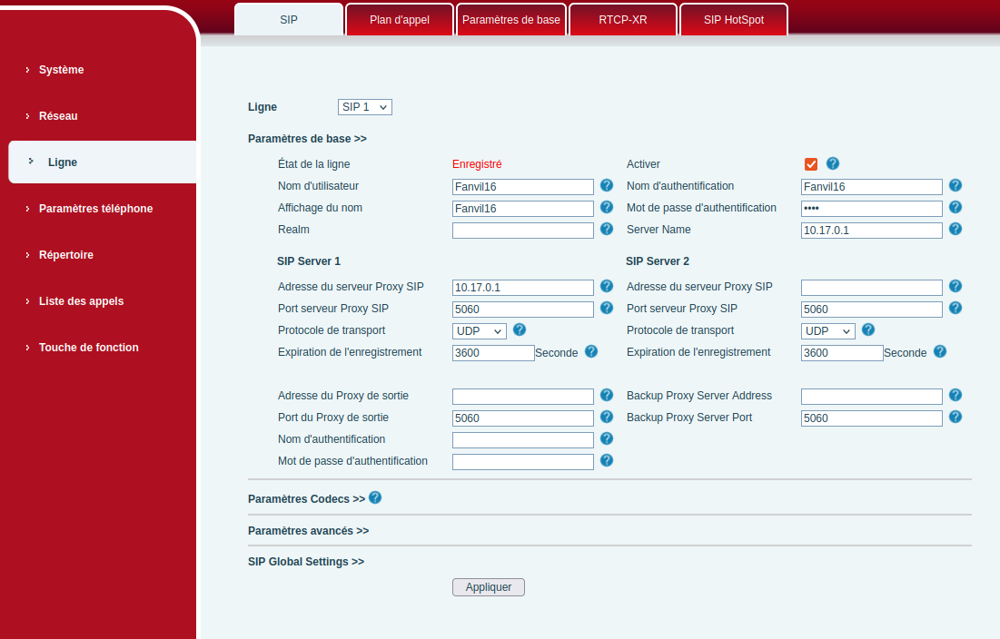 SIP Plan d'appel Paramètres de base RTCP-XR SIP HotSpot
Système
Réseau
Ligne
Paramètres téléphone
Répertoire
Liste des appels
Touche de fonction
Ligne SIP 1
Paramètres de base >>
État de la ligne Enregistré Activer
Nom d'utilisateur Fanvil16 Nom d'authentification Fanvil16
Affichage du nom Fanvil16 Mot de passe d'authentification ••••
Realm Server Name 10.17.0.1
SIP Server 1 SIP Server 2
Adresse du serveur Proxy SIP 10.17.0.1 Adresse du serveur Proxy SIP
Port serveur Proxy SIP 5060 Port serveur Proxy SIP 5060
Protocole de transport UDP Protocole de transport UDP
Expiration de l'enregistrement 3600 Seconde Expiration de l'enregistrement 3600 Seconde
Adresse du Proxy de sortie Backup Proxy Server Address
Port du Proxy de sortie 5060 Backup Proxy Server Port 5060
Nom d'authentification
Mot de passe d'authentification
Paramètres Codecs >>
Paramètres avancés >>
SIP Global Settings >>
Appliquer